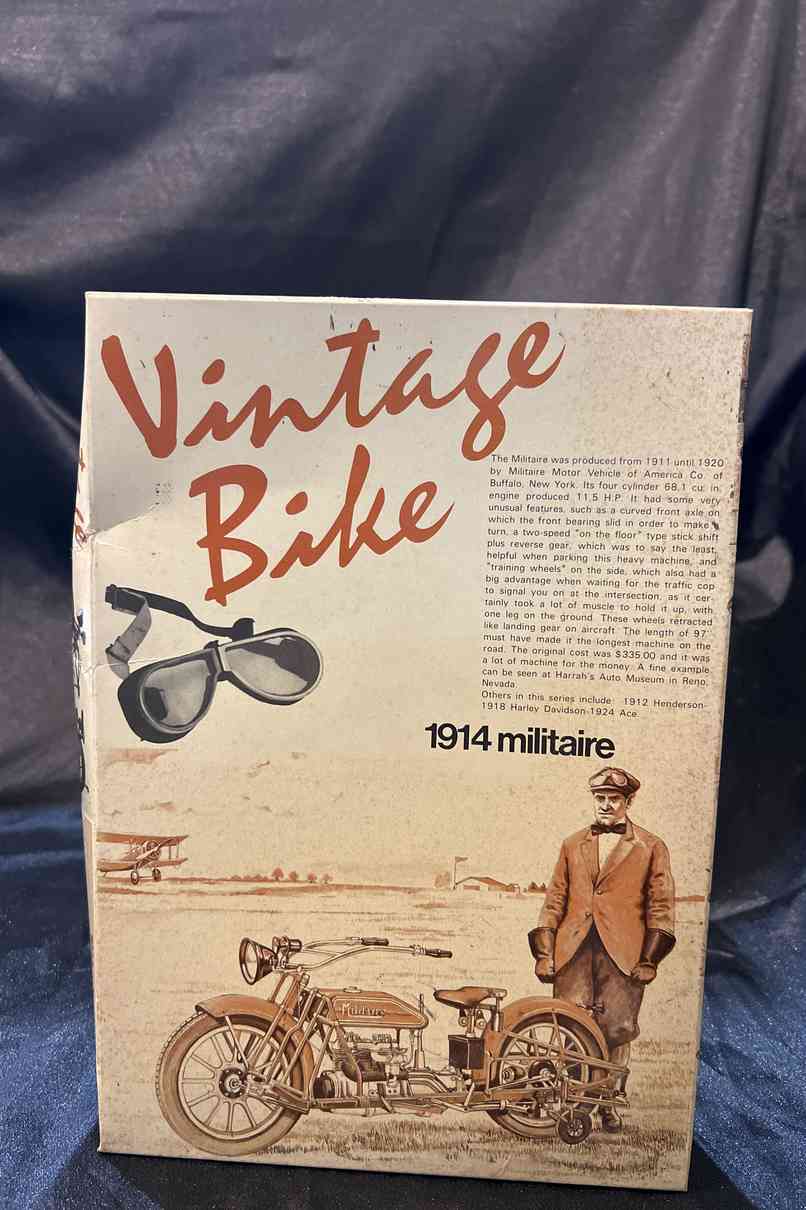 Vintage
Bike
The Militaire was produced from 1911 until 1920
by Militaire Motor Vehicle of America Co. of
Buffalo, New York. Its four cylinder 68.1 cu. in.
engine produced 11.5 H.P. It had some very
unusual features, such as a curved front axle on
which the front bearing slid in order to make a
turn, a two-speed "on the floor" type stick shift
plus reverse gear, which was to say the least,
helpful when parking this heavy machine, and
"training wheels" on the side, which also had a
big advantage when waiting for the traffic cop
to signal you on at the intersection, as it cer-
tainly took a lot of muscle to hold it up, with
one leg on the ground. These wheels retracted
like landing gear on aircraft. The length of 97"
must have made it the longest machine on the
road. The original cost was $335.00 and it was
a lot of machine for the money. A fine example
can be seen at Harrah's Auto Museum in Reno,
Nevada.
Others in this series include: 1912 Henderson-
1918 Harley Davidson-1924 Ace.
1914 militaire
Militaire